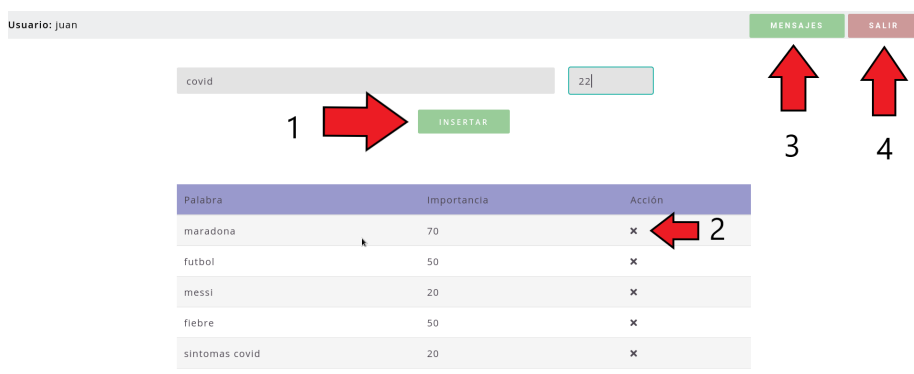 Usuario: juan
MENSAJES
SALIR
covid
22
1
INSERTAR
3
4
Palabra Importancia Acción
maradona 70 ×
2
futbol 50 ×
messi 20 ×
fiebre 50 ×
sintomas covid 20 ×